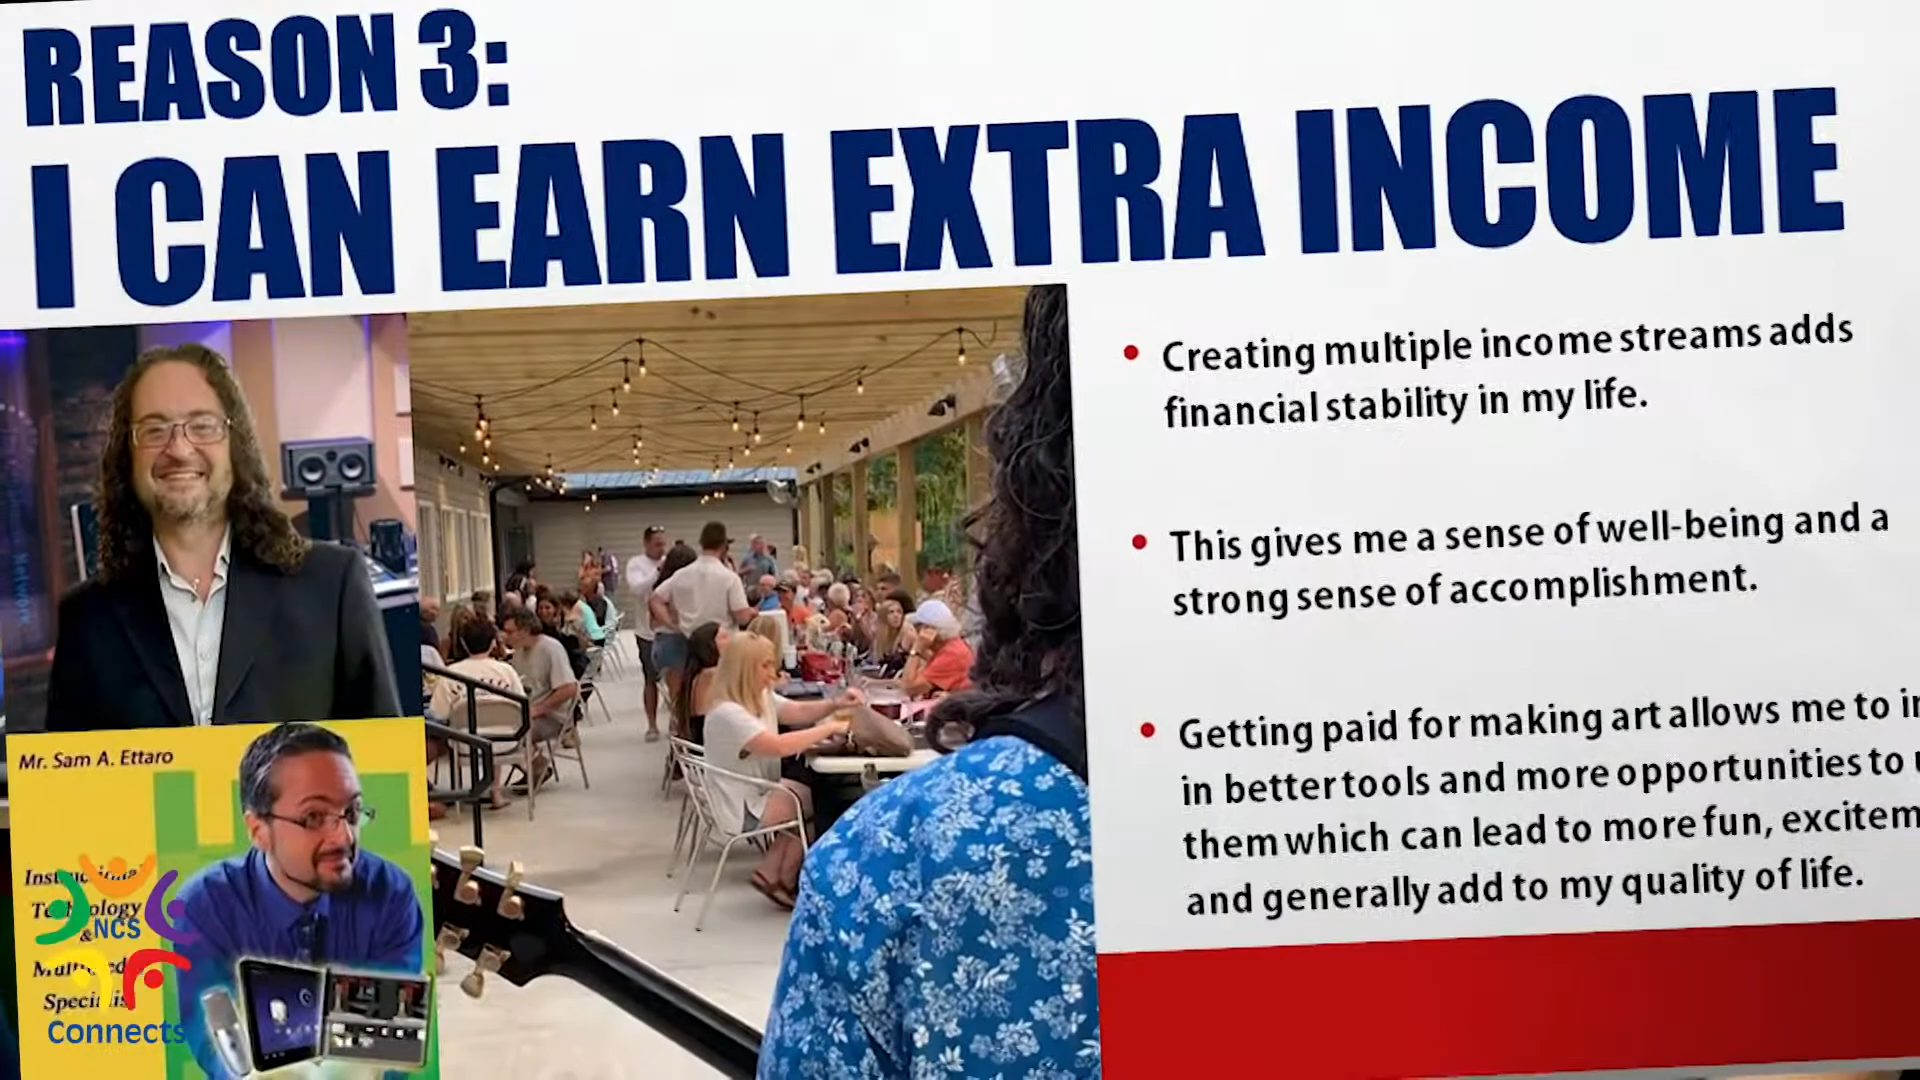 REASON 3:
I CAN EARN EXTRA INCOME
• Creating multiple income streams adds
financial stability in my life.
• This gives me a sense of well-being and a
strong sense of accomplishment.
• Getting paid for making art allows me to
in better tools and more opportunities to
them which can lead to more fun,
and generally add to my quality of life.
Mr. Sam A. Ettaro
Instructional
Technology
&
Specialist
NCS
Connects